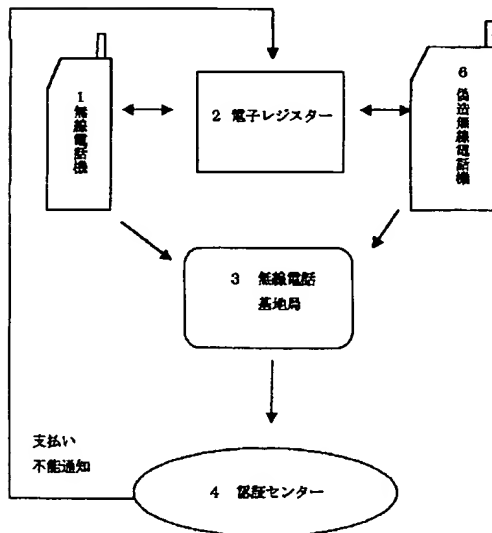 1 無線電話機
2 電子レジスター
6 偽造無線電話機
3 無線電話
基地局
支払い
不能通知
4 認証センター